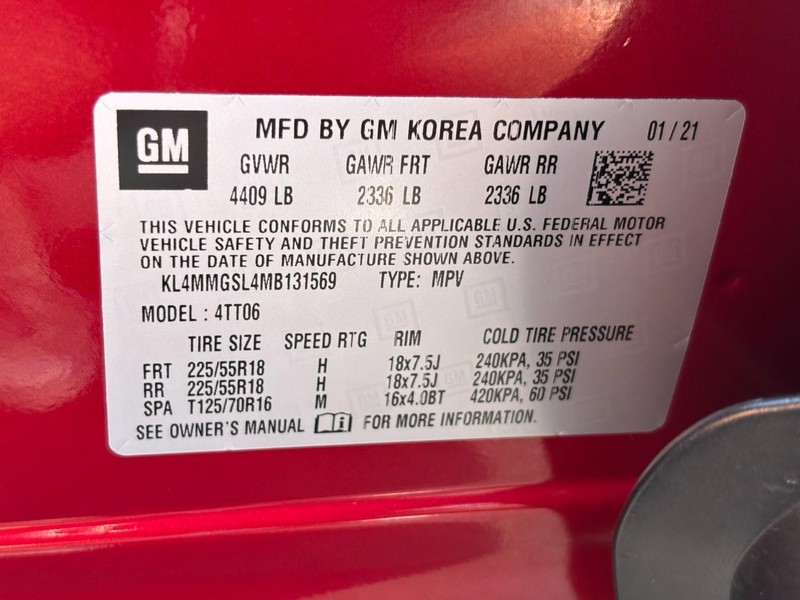 GM
MFD BY GM KOREA COMPANY 01/21
GVWR GAWR FRT GAWR RR
4409 LB 2336 LB 2336 LB
THIS VEHICLE CONFORMS TO ALL APPLICABLE U.S. FEDERAL MOTOR
VEHICLE SAFETY AND THEFT PREVENTION STANDARDS IN EFFECT
ON THE DATE OF MANUFACTURE SHOWN ABOVE.
KL4MMGSL4MB131569 TYPE: MPV
MODEL : 4TT06
TIRE SIZE SPEED RTG RIM COLD TIRE PRESSURE
FRT 225/55R18 H 18x7.5J 240KPA, 35 PSI
RR 225/55R18 H 18x7.5J 240KPA, 35 PSI
SPA T125/70R16 M 16x4.0BT 420KPA, 60 PSI
SEE OWNER'S MANUAL FOR MORE INFORMATION.